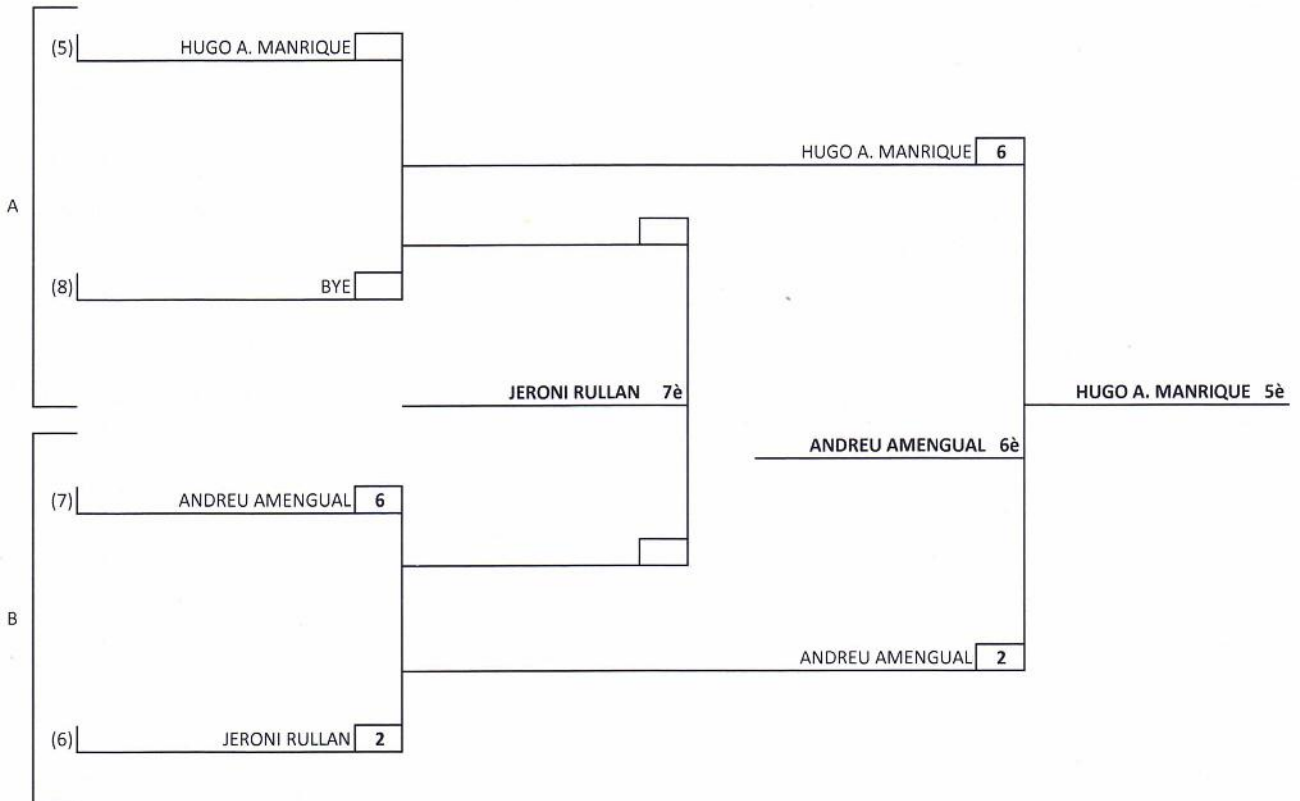 (5) HUGO A. MANRIQUE
HUGO A. MANRIQUE 6
A
(8) BYE
JERONI RULLAN 7è
HUGO A. MANRIQUE 5è
ANDREU AMENGUAL 6è
(7) ANDREU AMENGUAL 6
B
ANDREU AMENGUAL 2
(6) JERONI RULLAN 2